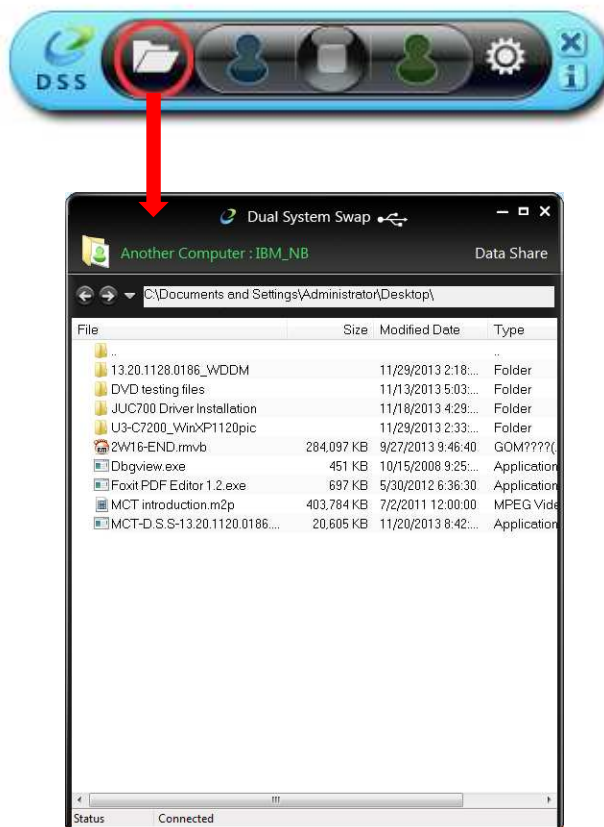 DSS
Dual System Swap
Another Computer : IBM_NB Data Share
C:\Documents and Settings\Administrator\Desktop\
File Size Modified Date Type
.. ..
13.20.1128.0186_WDDM 11/29/2013 2:18:... Folder
DVD testing files 11/13/2013 5:03:... Folder
JUC700 Driver Installation 11/18/2013 4:29:... Folder
U3-C7200_WinXP1120pic 11/29/2013 2:33:... Folder
2W16-END.rmvb 284,097 KB 9/27/2013 9:46:40 GOM????(.
Dbgview.exe 451 KB 10/15/2008 9:25:... Application
Foxit PDF Editor 1.2.exe 697 KB 5/30/2012 6:36:30 Application
MCT introduction.m2p 403,784 KB 7/2/2011 12:00:00 MPEG Vide
MCT-D.S.S-13.20.1120.0186.... 20,605 KB 11/20/2013 8:42:... Application
Status Connected